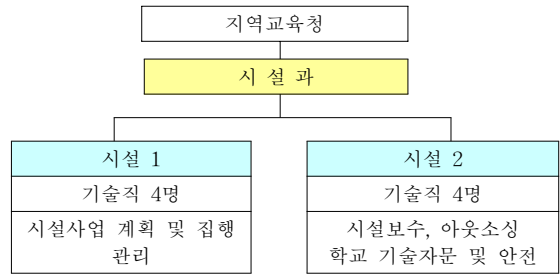 지역교육청
시 설 과
시설 1
기술직 4명
시설사업 계획 및 집행
관리
시설 2
기술직 4명
시설보수, 아웃소싱
학교 기술자문 및 안전